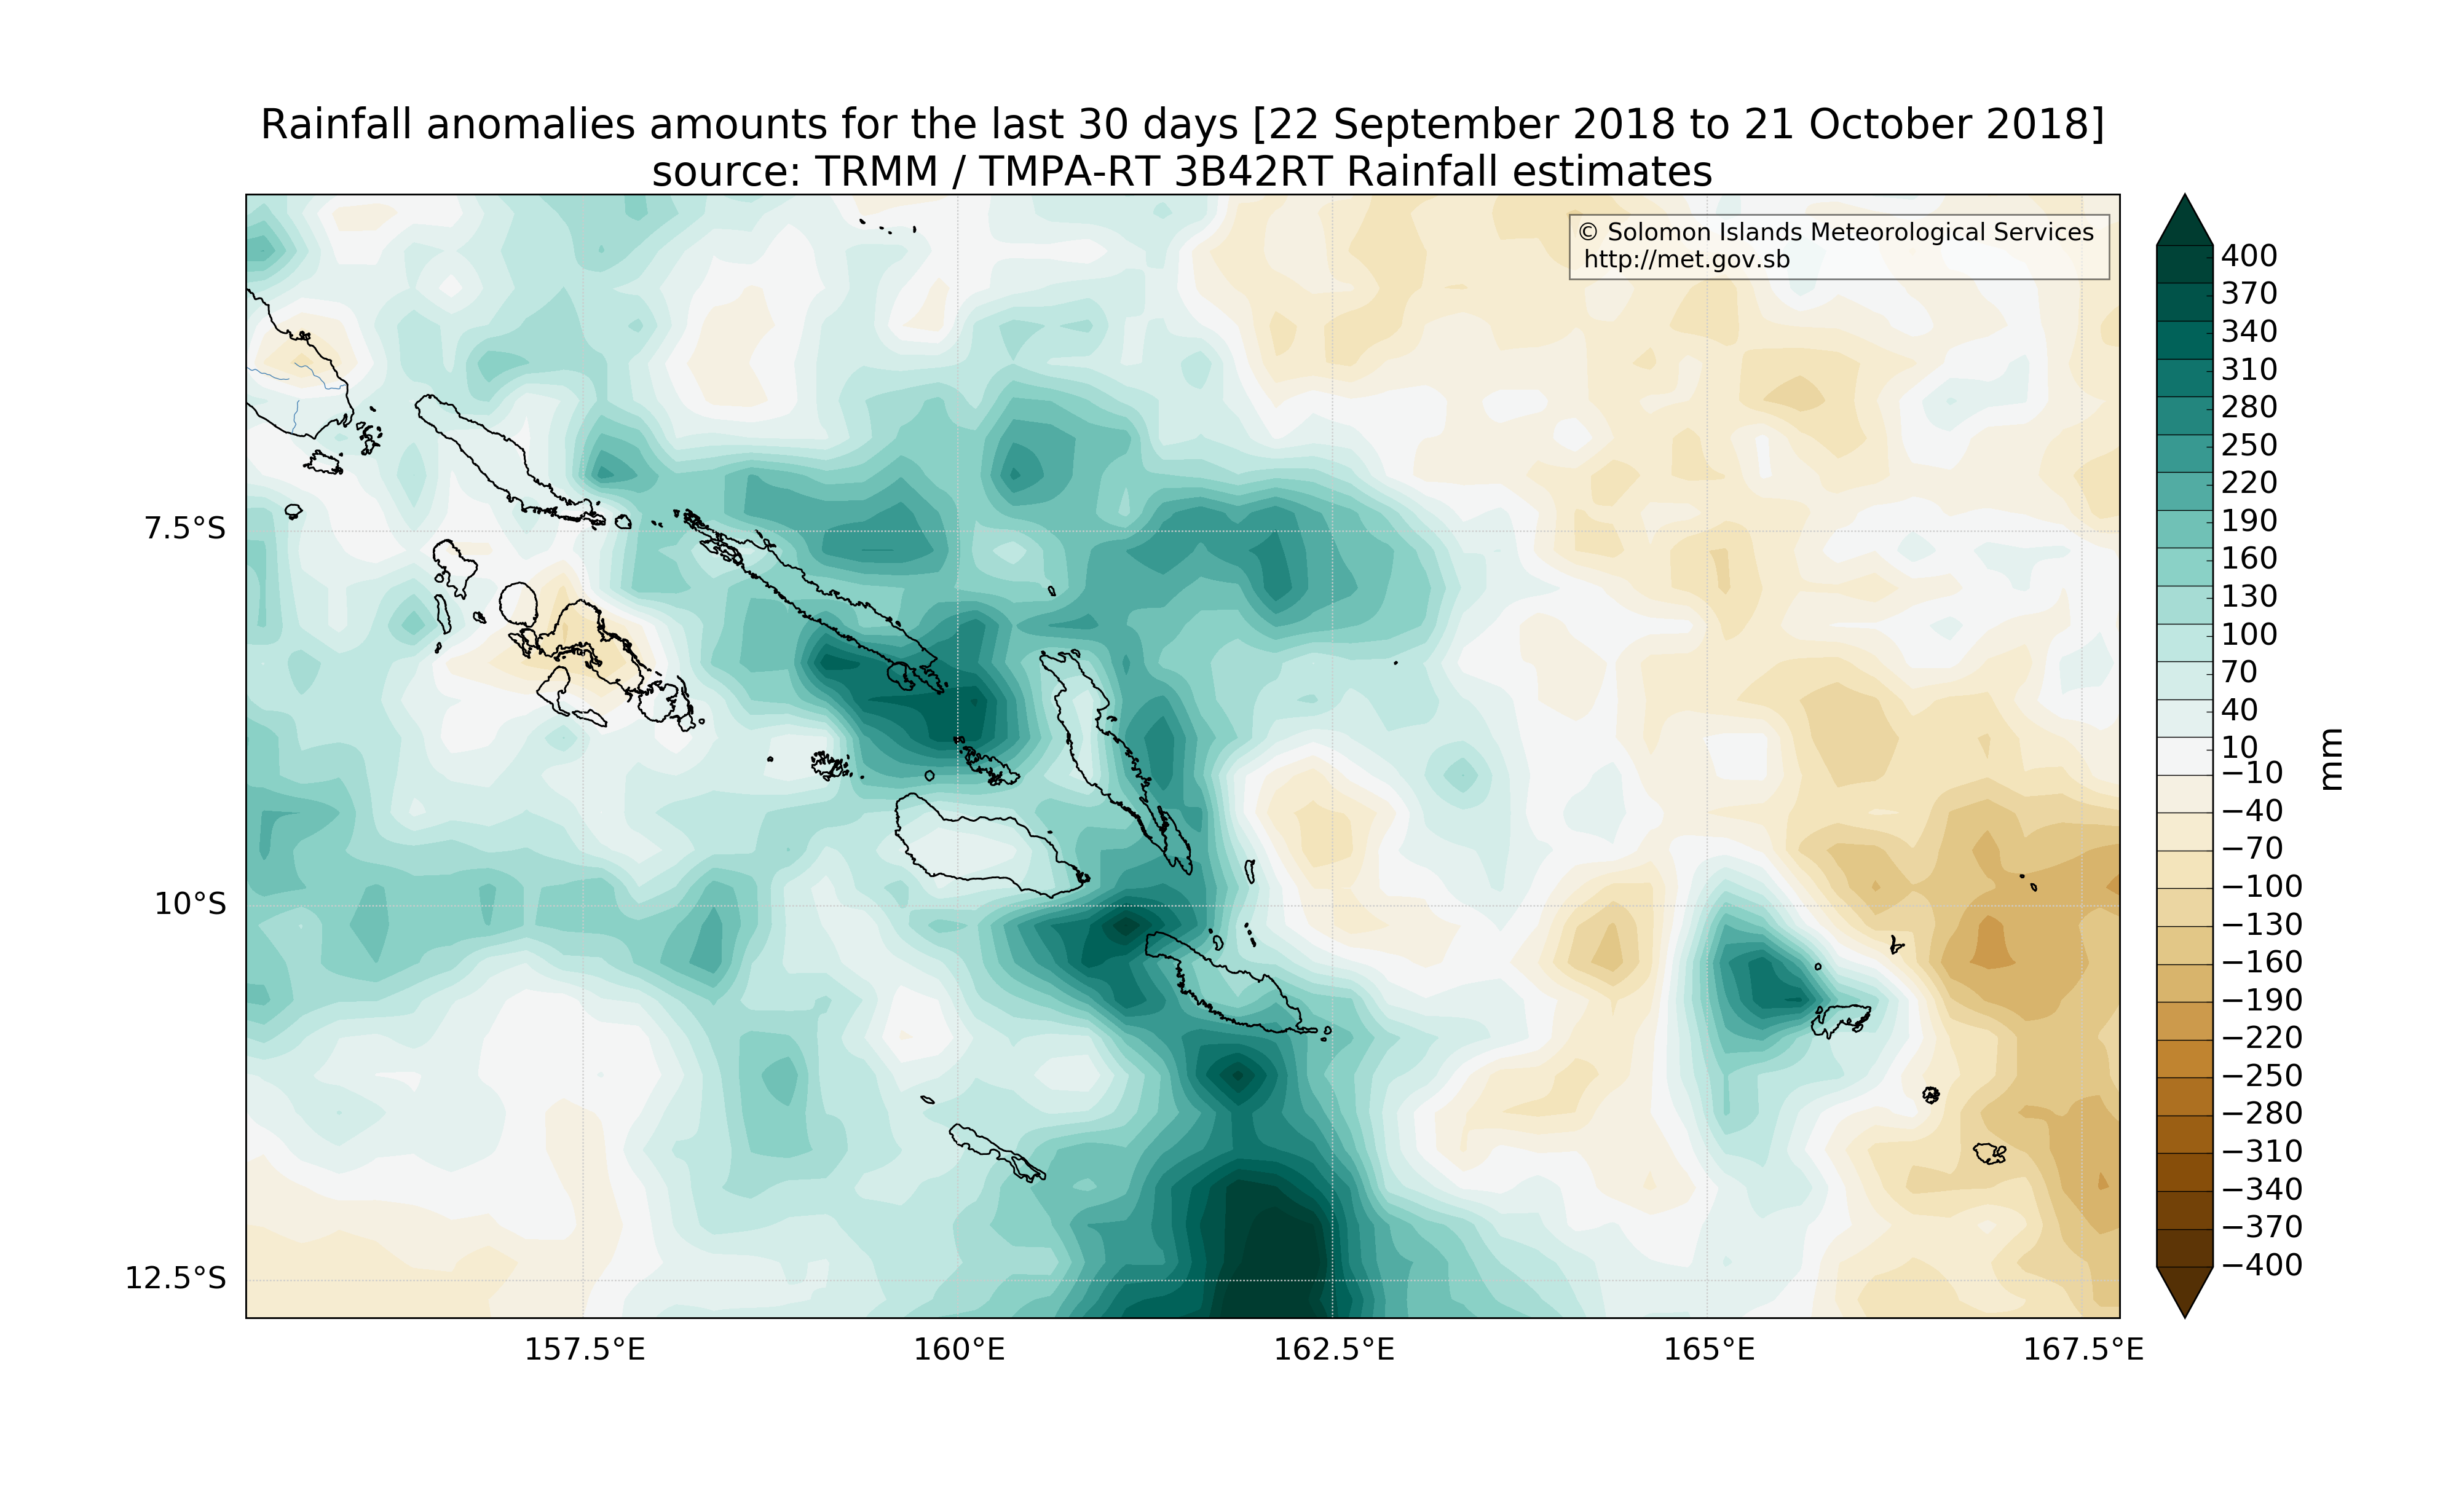 Rainfall anomalies amounts for the last 30 days [22 September 2018 to 21 October 2018]
source: TRMM / TMPA-RT 3B42RT Rainfall estimates
© Solomon Islands Meteorological Services
http://met.gov.sb
7.5°S
10°S
12.5°S
157.5°E
160°E
162.5°E
165°E
167.5°E
400
370
340
310
280
250
220
190
160
130
100
70
40
10
−10
−40
−70
−100
−130
−160
−190
−220
−250
−280
−310
−340
−370
−400
mm